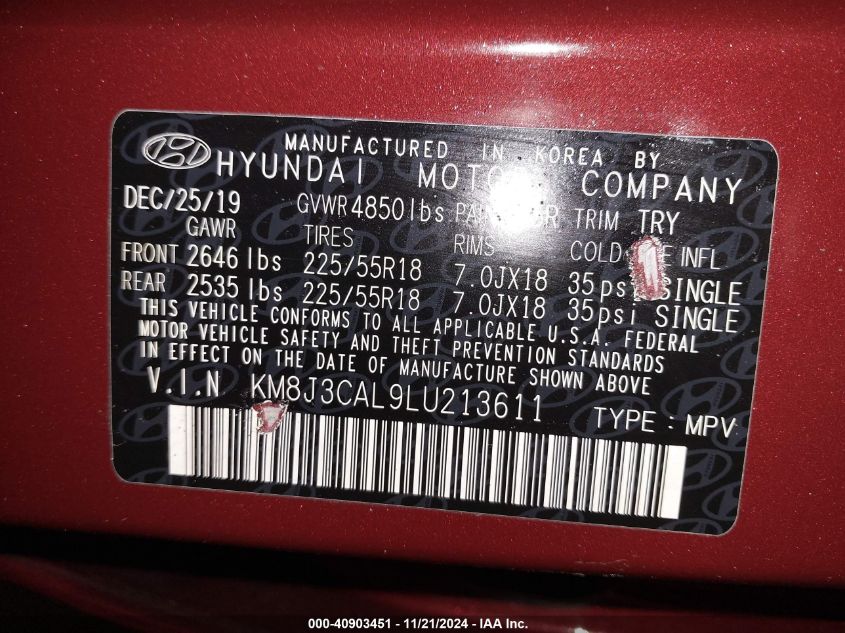 MANUFACTURED IN KOREA BY
HYUNDAI MOTOR COMPANY
DEC/25/19 GVWR 4850 lbs TRIM TRY
GAWR TIRES RIMS COLD INFL
FRONT 2646 lbs 225/55R18 7.0JX18 35psi SINGLE
REAR 2535 lbs 225/55R18 7.0JX18 35psi SINGLE
THIS VEHICLE CONFORMS TO ALL APPLICABLE U.S.A. FEDERAL
MOTOR VEHICLE SAFETY AND THEFT PREVENTION STANDARDS
IN EFFECT ON THE DATE OF MANUFACTURE SHOWN ABOVE
V.I.N KM8J3CAL9LU213611 TYPE : MPV
000-40903451 - 11/21/2024 - IAA Inc.